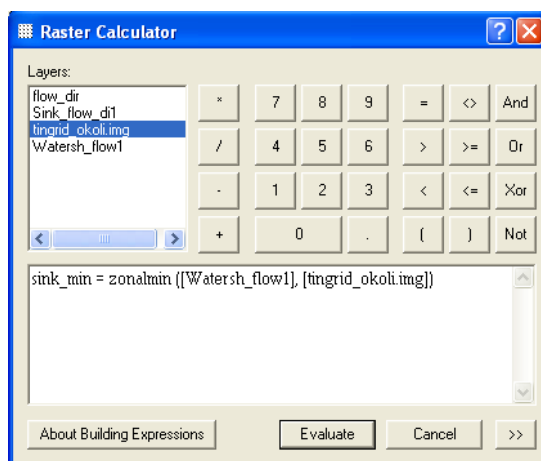 Raster Calculator
Layers:
flow_dir
Sink_flow_di1
tingrid_okoli.img
Watersh_flow1
* 7 8 9 = <> And
/ 4 5 6 > >= Or
- 1 2 3 < <= Xor
+ 0 . ( ) Not
sink_min = zonalmin ([Watersh_flow1], [tingrid_okoli.img])
About Building Expressions Evaluate Cancel >>